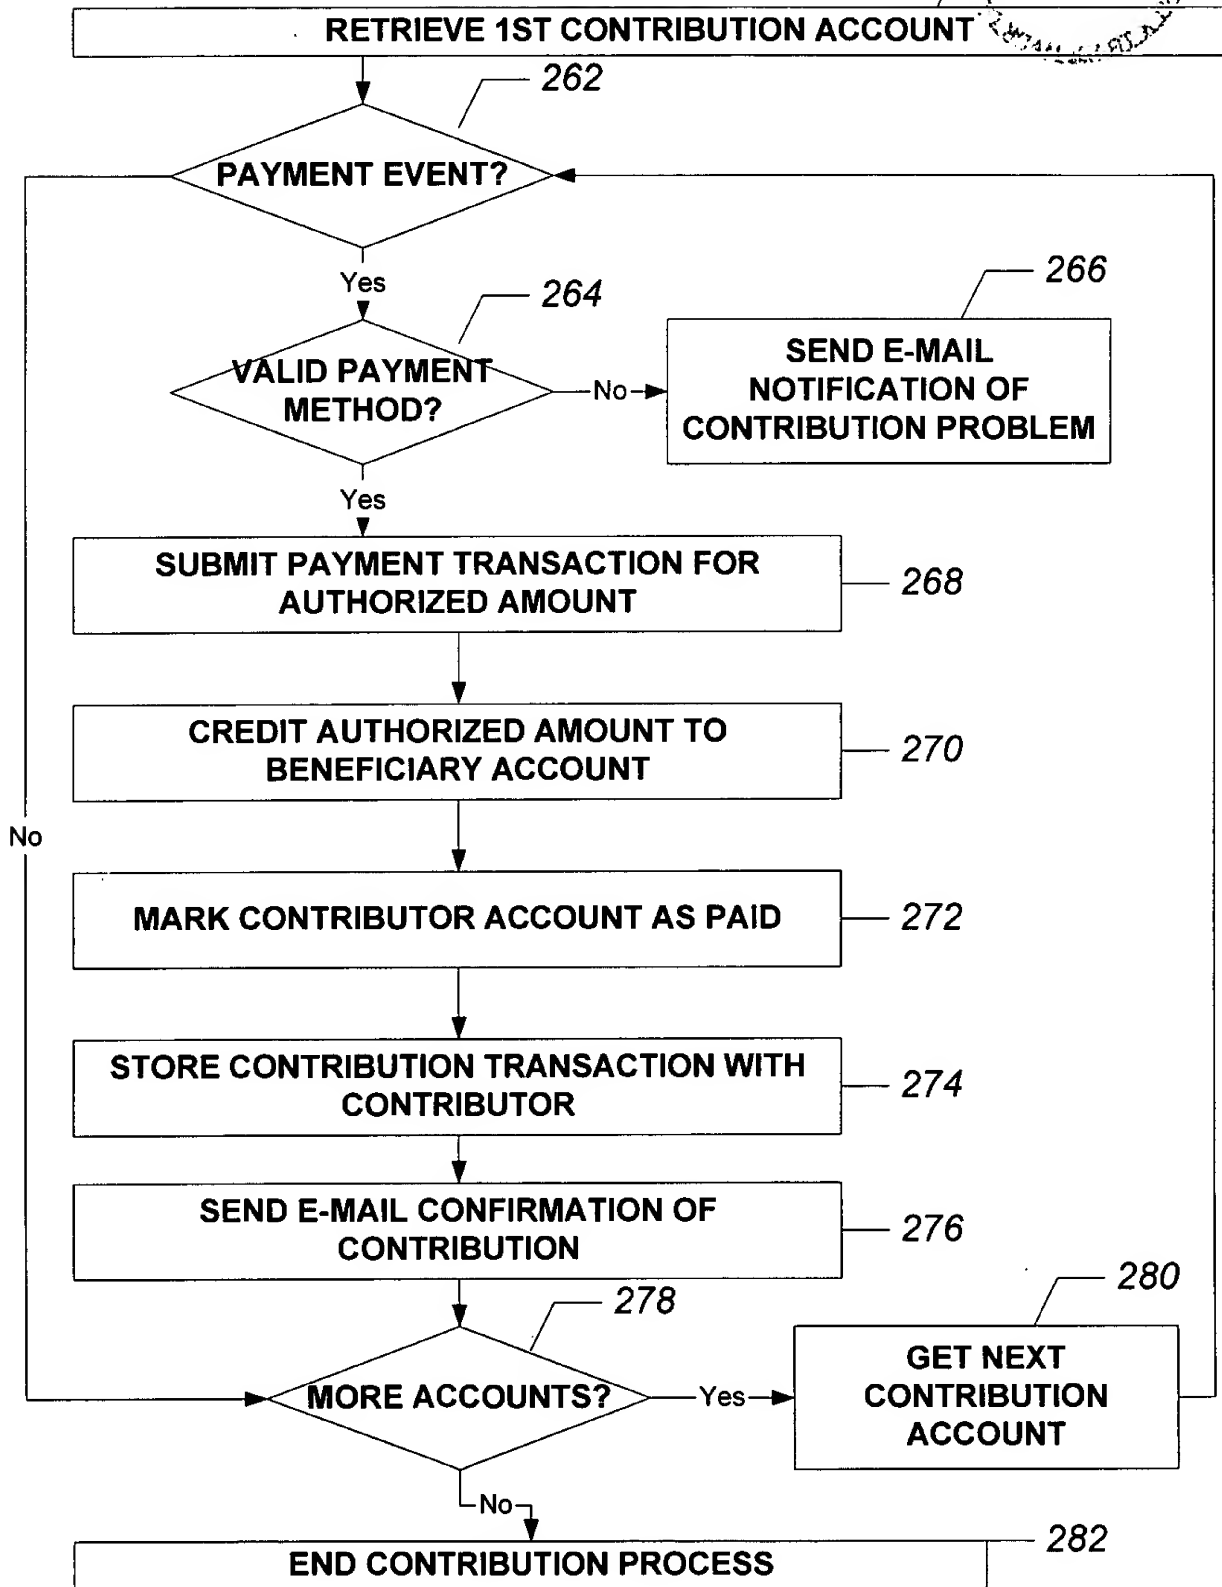 RETRIEVE 1ST CONTRIBUTION ACCOUNT
262
PAYMENT EVENT?
Yes
264
266
VALID PAYMENT
METHOD?
No
SEND E-MAIL
NOTIFICATION OF
CONTRIBUTION PROBLEM
Yes
SUBMIT PAYMENT TRANSACTION FOR
AUTHORIZED AMOUNT
268
CREDIT AUTHORIZED AMOUNT TO
BENEFICIARY ACCOUNT
270
No
MARK CONTRIBUTOR ACCOUNT AS PAID
272
STORE CONTRIBUTION TRANSACTION WITH
CONTRIBUTOR
274
SEND E-MAIL CONFIRMATION OF
CONTRIBUTION
276
278
280
MORE ACCOUNTS?
Yes
GET NEXT
CONTRIBUTION
ACCOUNT
No
282
END CONTRIBUTION PROCESS